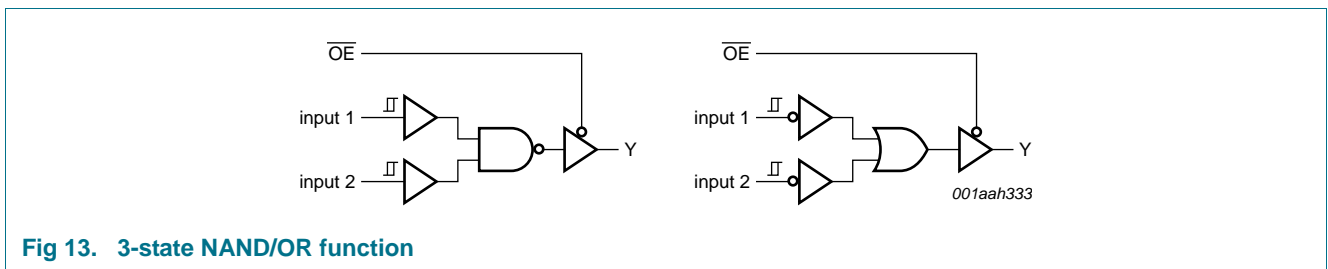 OE
input 1
input 2
Y
OE
input 1
input 2
Y
001aah333
Fig 13. 3-state NAND/OR function